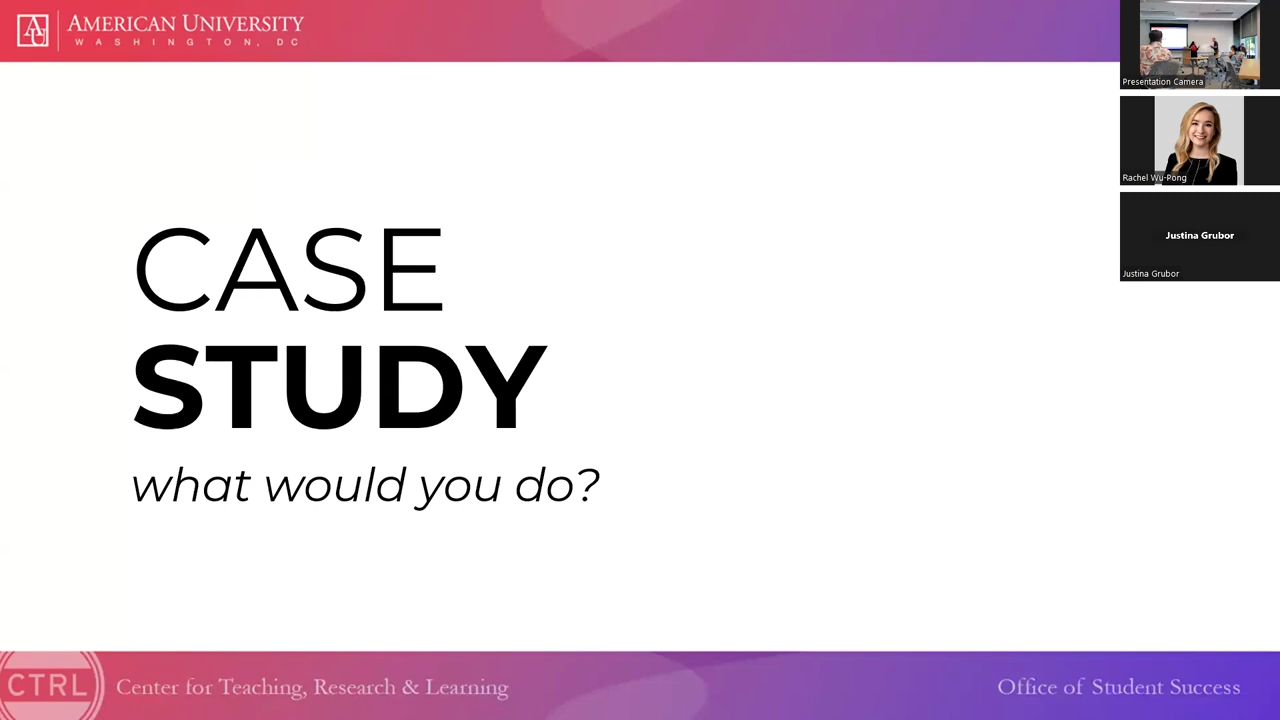 AU
AMERICAN UNIVERSITY
WASHINGTON, DC
CASE
STUDY
what would you do?
Presentation Camera
Rachel Wu-Pong
Justina Grubor
Justina Grubor
CTRL
Center for Teaching, Research & Learning
Office of Student Success